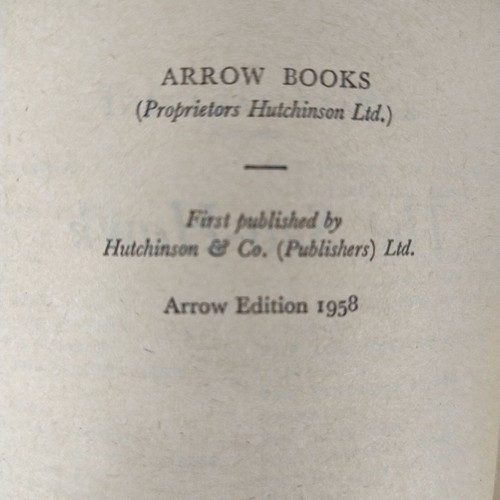 ARROW BOOKS
(Proprietors Hutchinson Ltd.)
First published by
Hutchinson & Co. (Publishers) Ltd.
Arrow Edition 1958